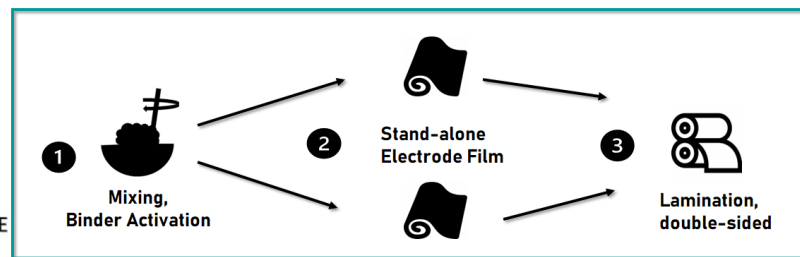 1
Mixing,
Binder Activation
2
Stand-alone
Electrode Film
3
Lamination,
double-sided
E